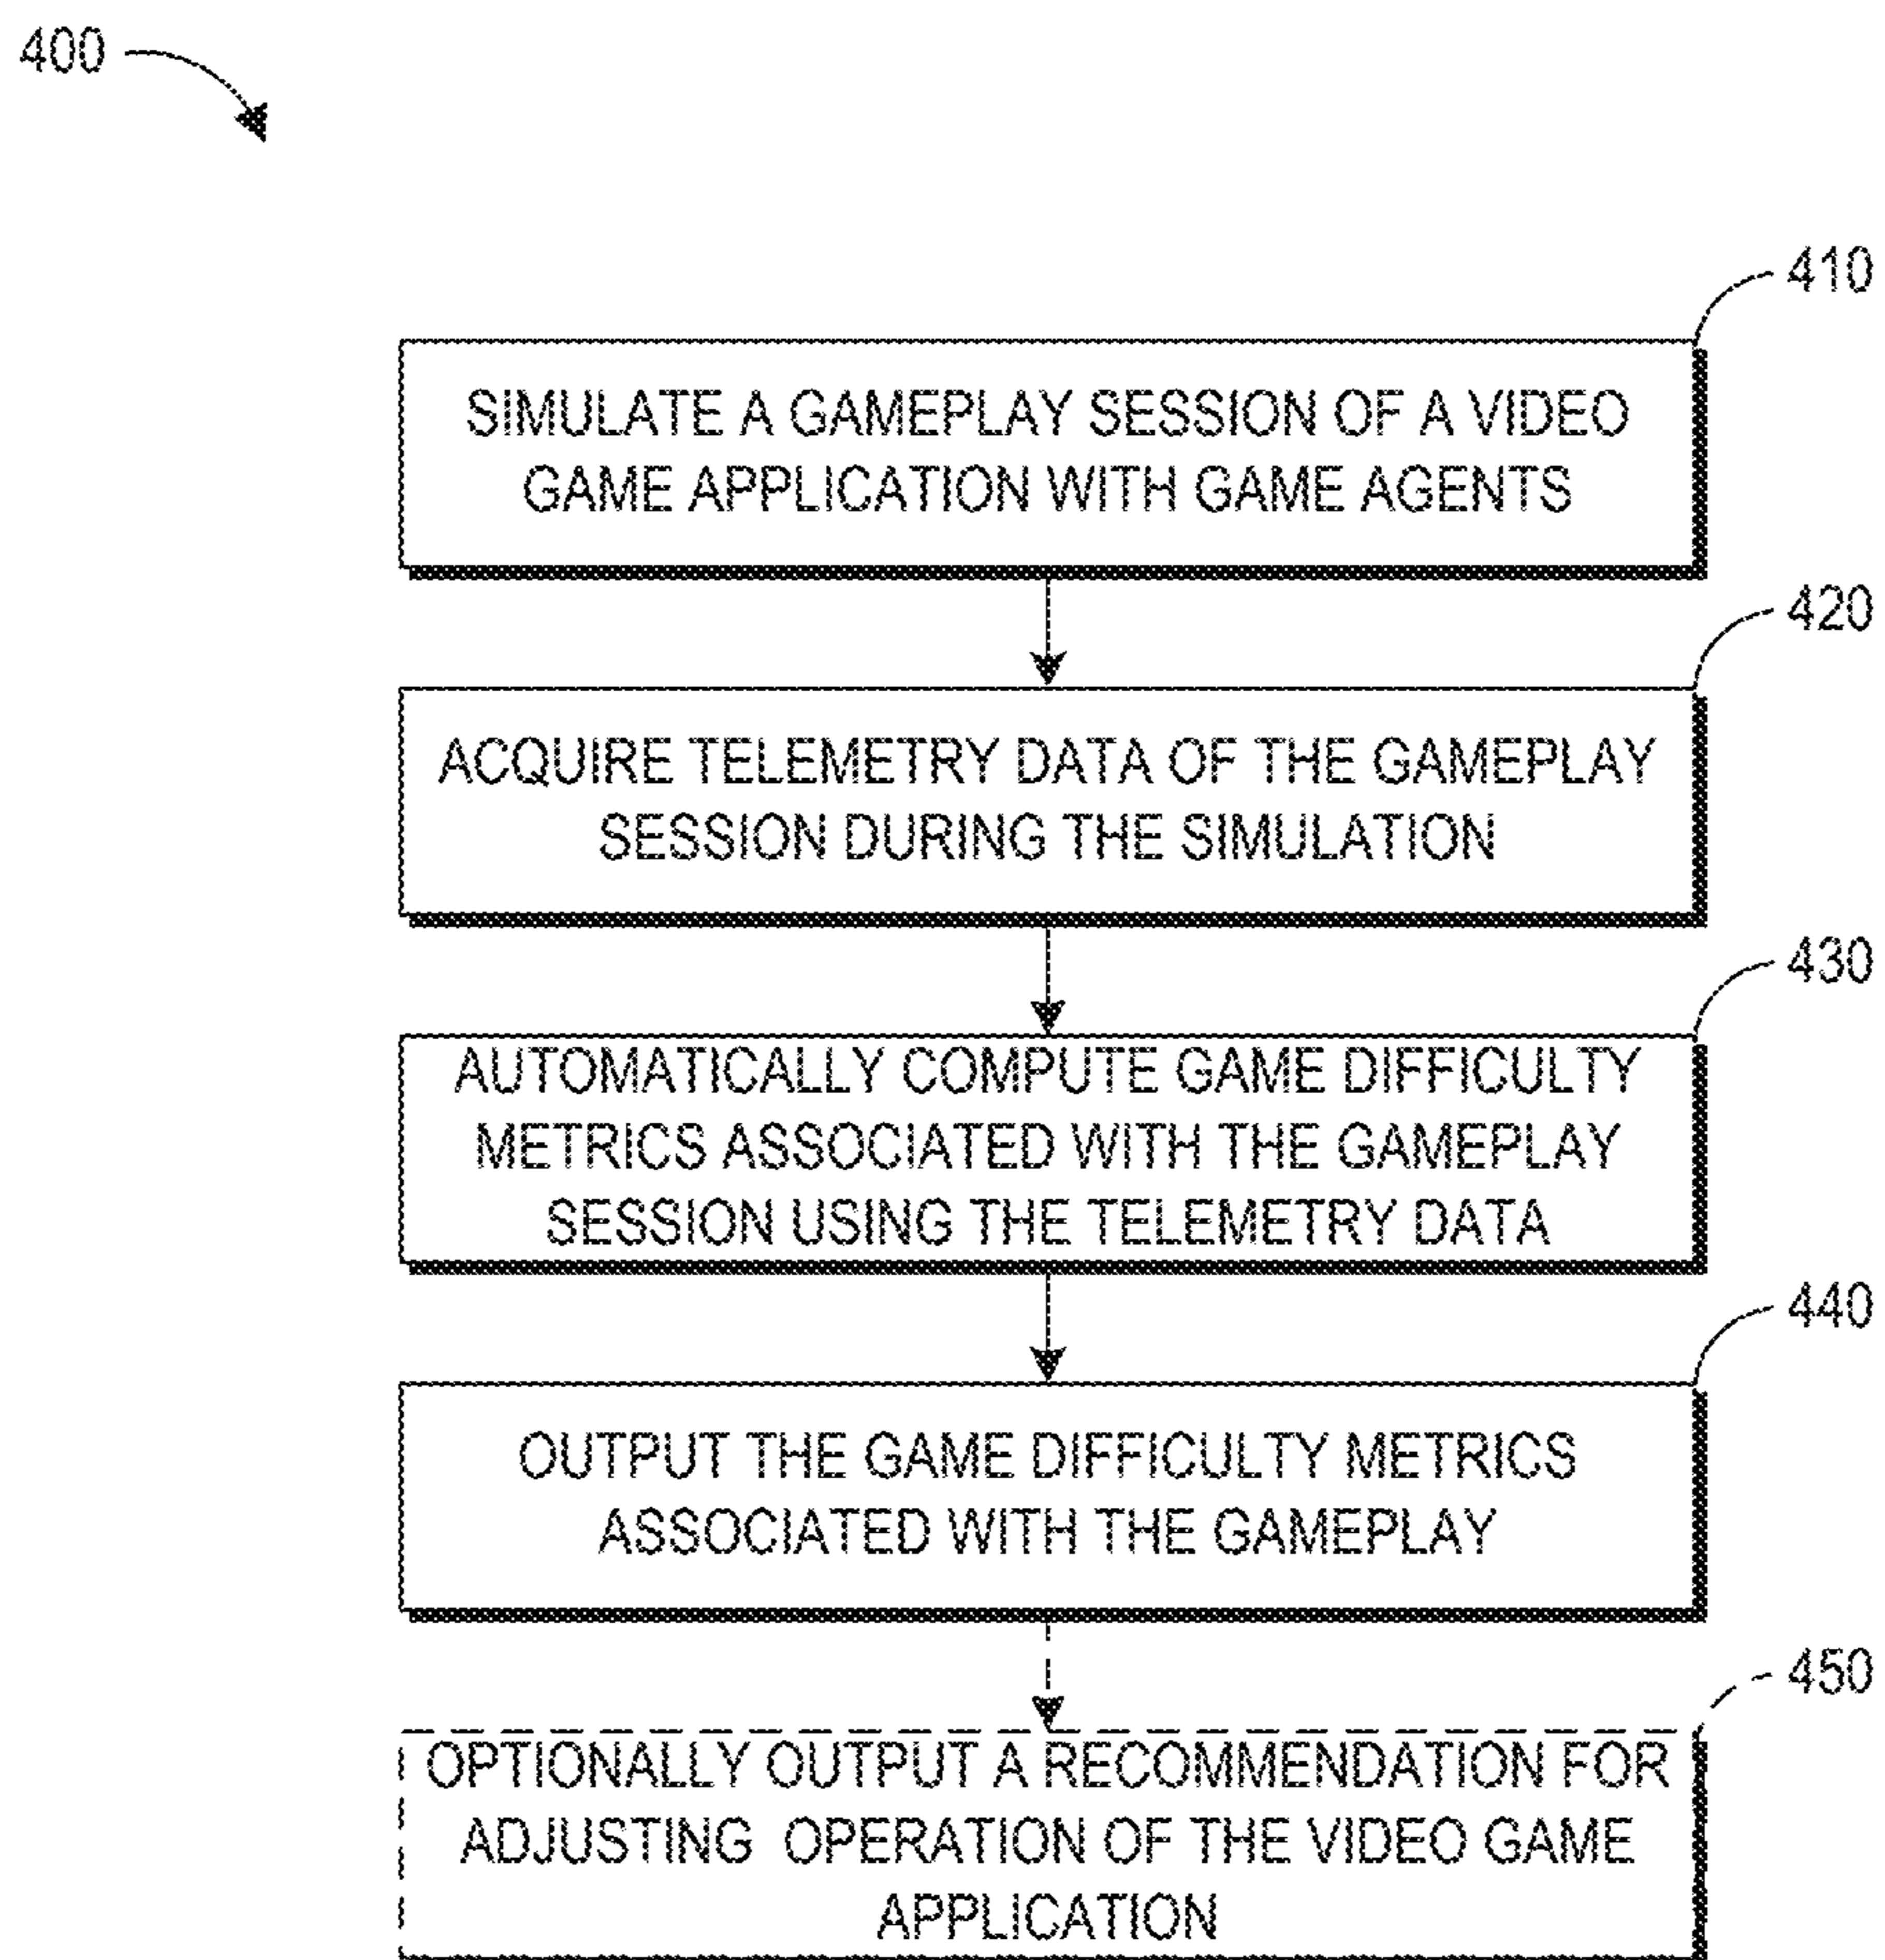 400
410
SIMULATE A GAMEPLAY SESSION OF A VIDEO
GAME APPLICATION WITH GAME AGENTS
420
ACQUIRE TELEMETRY DATA OF THE GAMEPLAY
SESSION DURING THE SIMULATION
430
AUTOMATICALLY COMPUTE GAME DIFFICULTY
METRICS ASSOCIATED WITH THE GAMEPLAY
SESSION USING THE TELEMETRY DATA
440
OUTPUT THE GAME DIFFICULTY METRICS
ASSOCIATED WITH THE GAMEPLAY
450
OPTIONALLY OUTPUT A RECOMMENDATION FOR
ADJUSTING OPERATION OF THE VIDEO GAME
APPLICATION